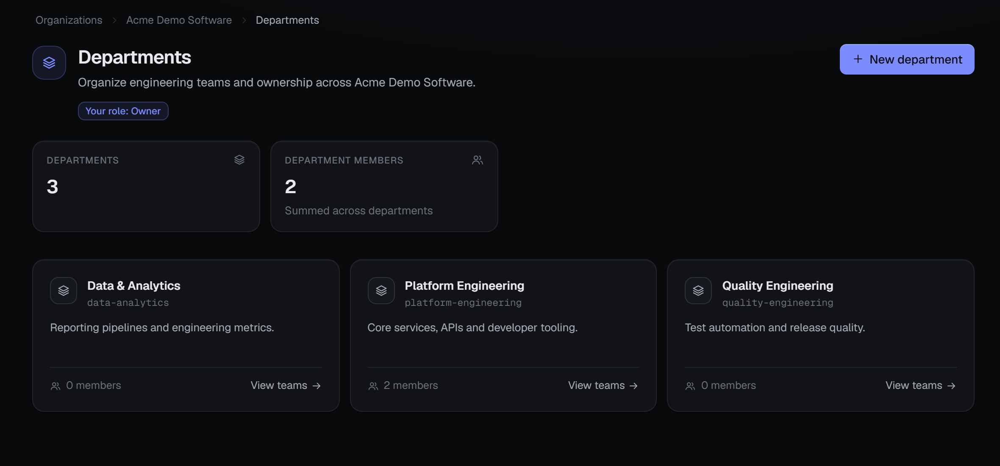 Organizations > Acme Demo Software > Departments
Departments
+ New department
Organize engineering teams and ownership across Acme Demo Software.
Your role: Owner
DEPARTMENTS
3
DEPARTMENT MEMBERS
2
Summed across departments
Data & Analytics
data-analytics
Reporting pipelines and engineering metrics.
0 members
View teams →
Platform Engineering
platform-engineering
Core services, APIs and developer tooling.
2 members
View teams →
Quality Engineering
quality-engineering
Test automation and release quality.
0 members
View teams →